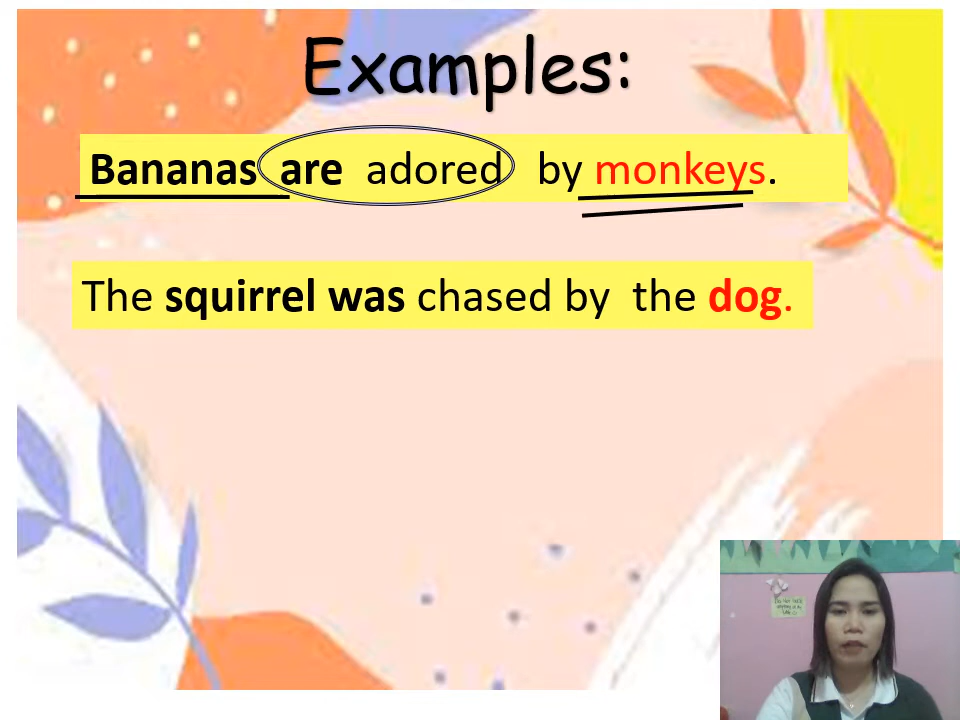 Examples:
Bananas are adored by monkeys.
The squirrel was chased by the dog.